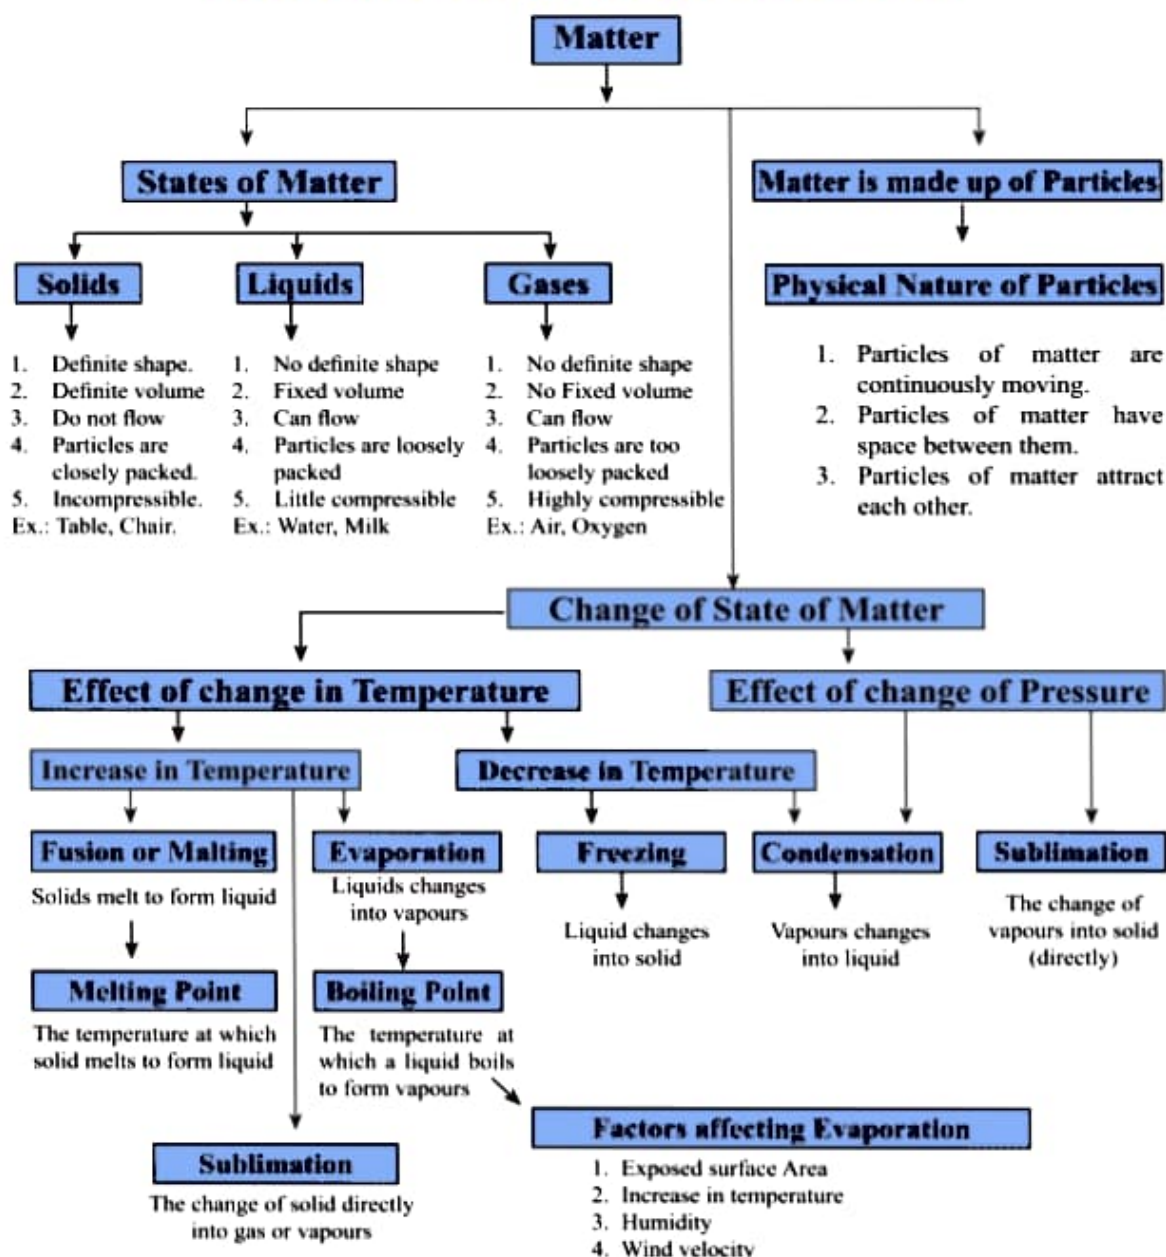 Matter
States of Matter
Matter is made up of Particles
Solids
Liquids
Gases
Physical Nature of Particles
1. Definite shape.
2. Definite volume
3. Do not flow
4. Particles are
closely packed.
5. Incompressible.
Ex.: Table, Chair.
1. No definite shape
2. Fixed volume
3. Can flow
4. Particles are loosely
packed
5. Little compressible
Ex.: Water, Milk
1. No definite shape
2. No Fixed volume
3. Can flow
4. Particles are too
loosely packed
5. Highly compressible
Ex.: Air, Oxygen
1. Particles of matter are
continuously moving.
2. Particles of matter have
space between them.
3. Particles of matter attract
each other.
Change of State of Matter
Effect of change in Temperature
Effect of change of Pressure
Increase in Temperature
Decrease in Temperature
Fusion or Malting
Solids melt to form liquid
Evaporation
Liquids changes
into vapours
Freezing
Liquid changes
into solid
Condensation
Vapours changes
into liquid
Sublimation
The change of
vapours into solid
(directly)
Melting Point
The temperature at which
solid melts to form liquid
Boiling Point
The temperature at
which a liquid boils
to form vapours
Sublimation
The change of solid directly
into gas or vapours
Factors affecting Evaporation
1. Exposed surface Area
2. Increase in temperature
3. Humidity
4. Wind velocity